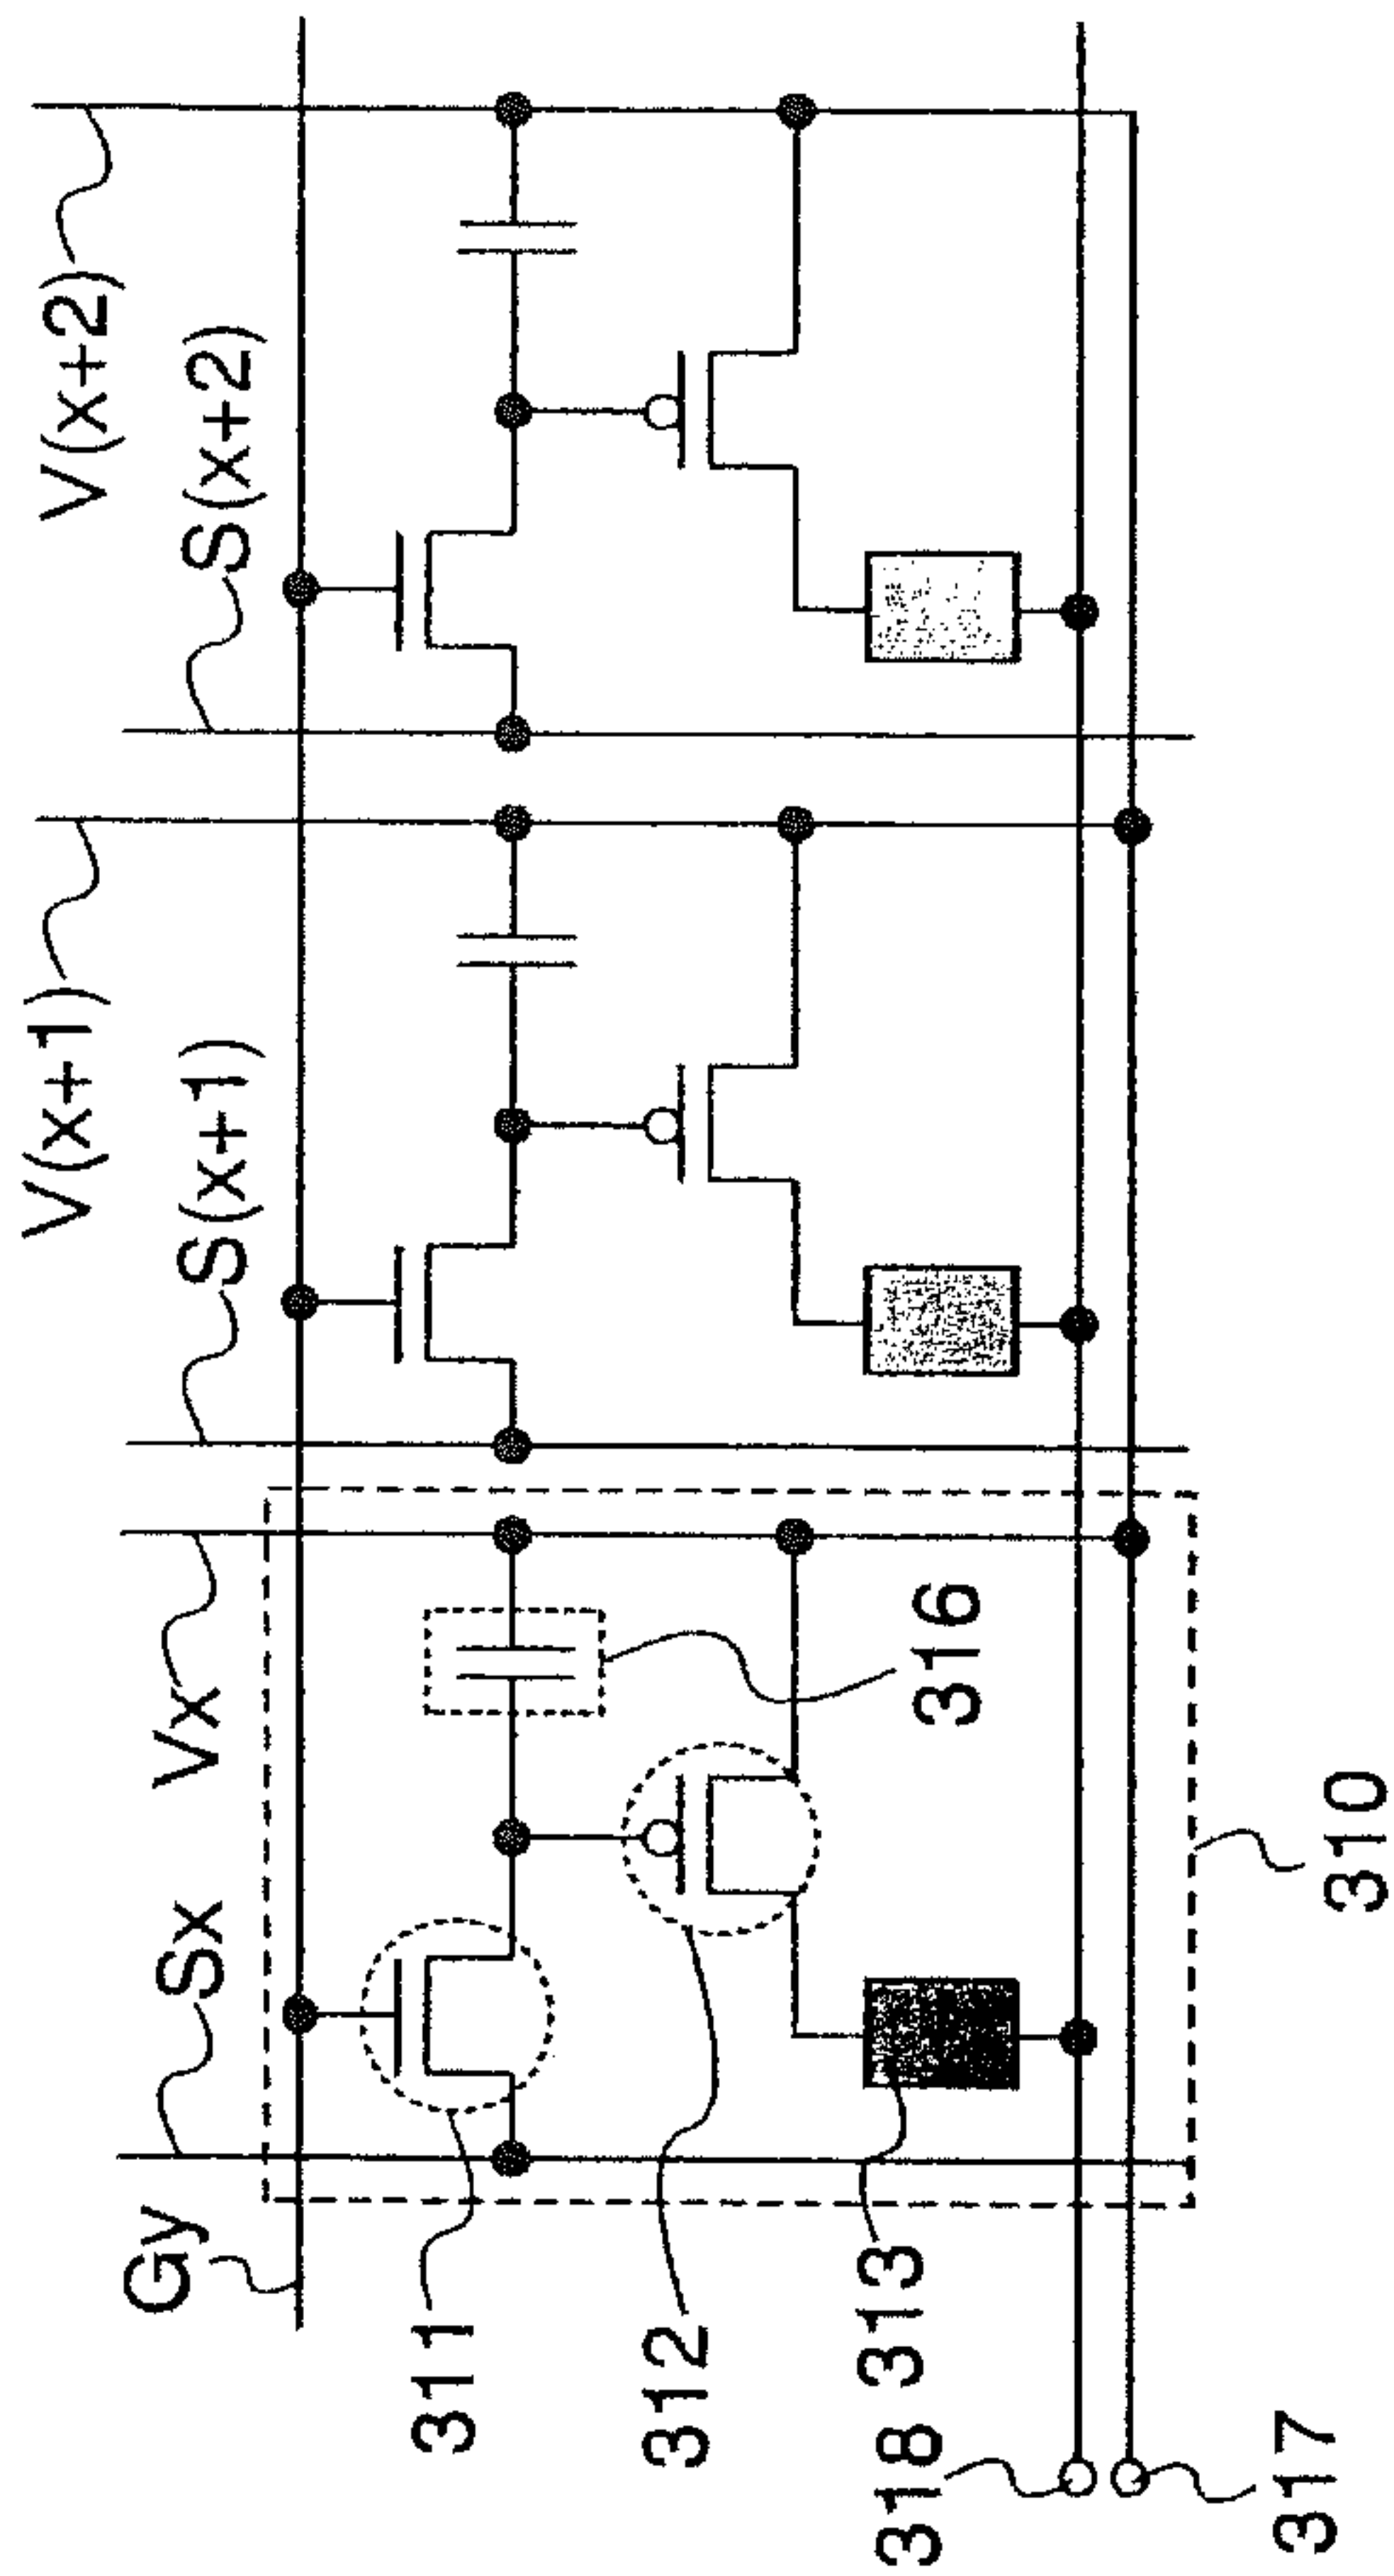 Gy
Sx
Vx
S(x+1)
V(x+1)
S(x+2)
V(x+2)
311
312
313
316
318
317
310